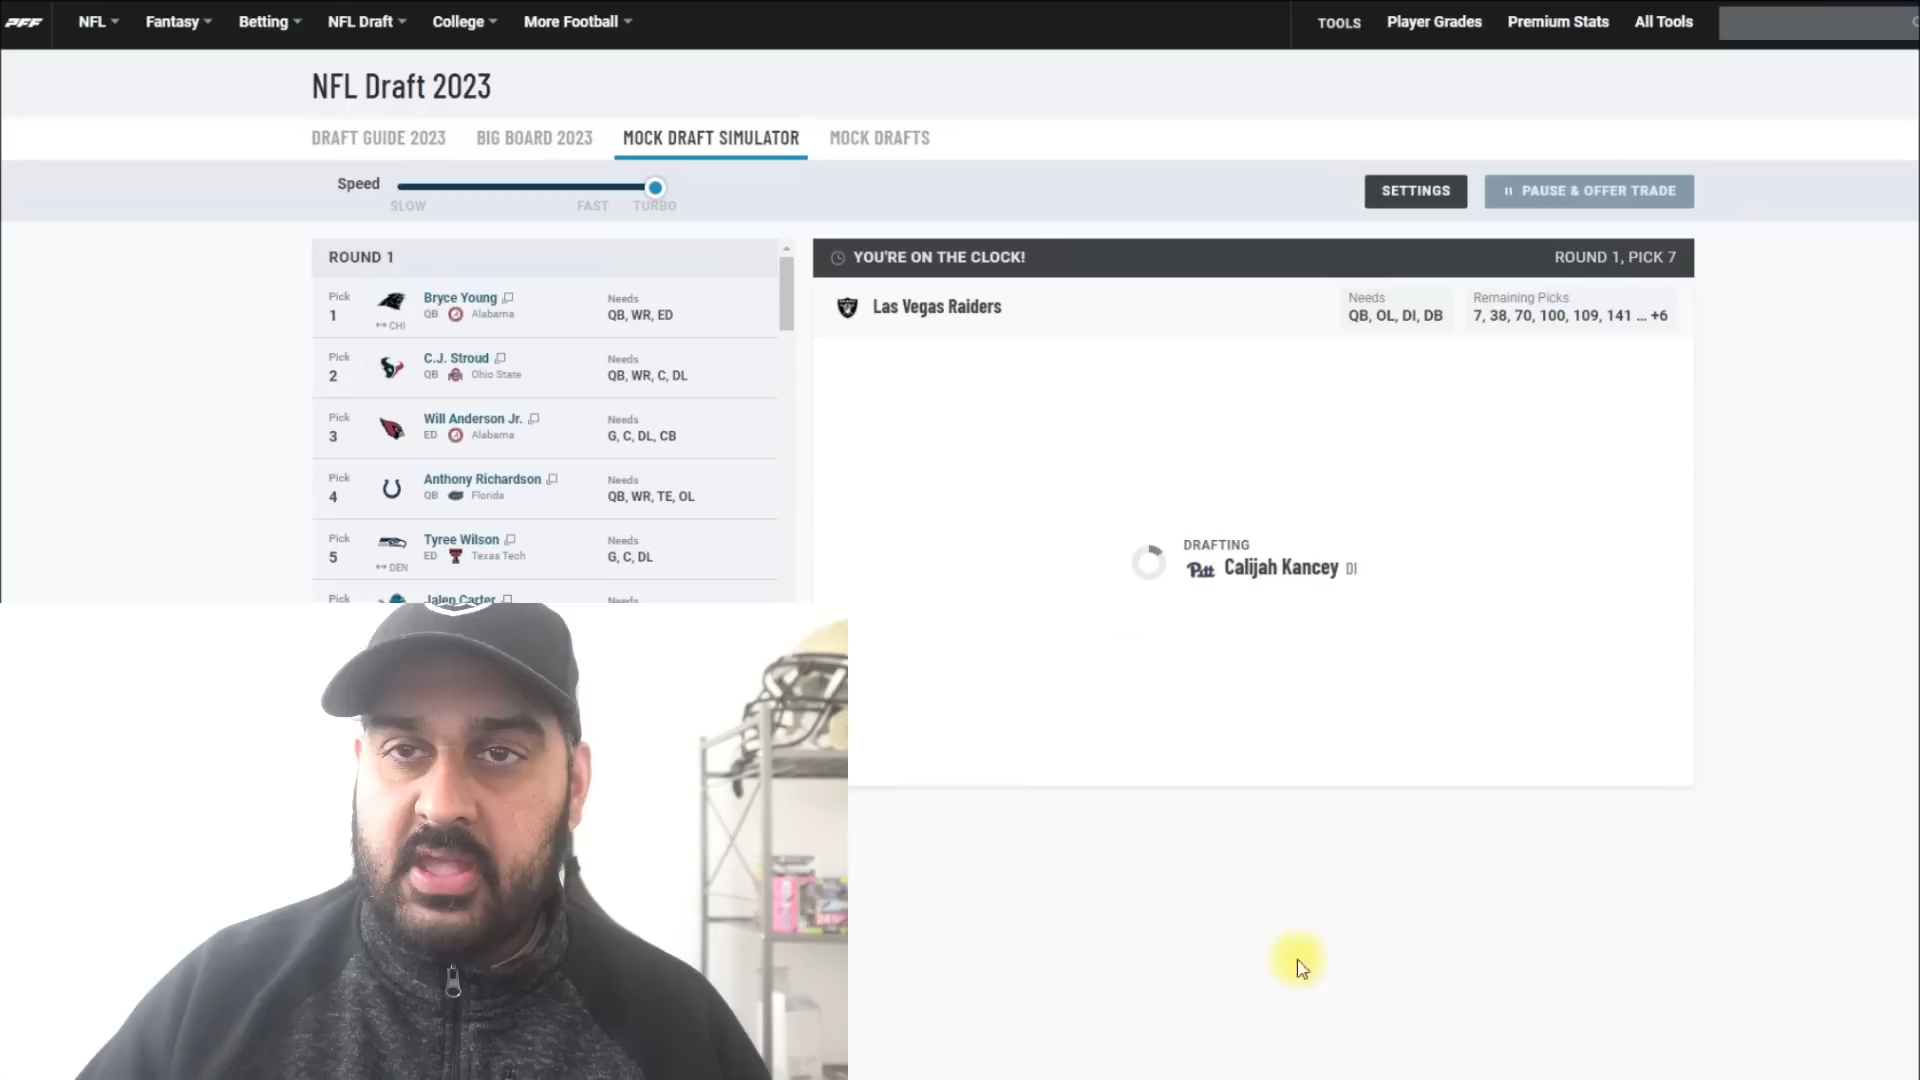 PFF
NFL
Fantasy
Betting
NFL Draft
College
More Football
TOOLS
Player Grades
Premium Stats
All Tools
NFL Draft 2023
DRAFT GUIDE 2023
BIG BOARD 2023
MOCK DRAFT SIMULATOR
MOCK DRAFTS
Speed
SLOW
FAST
TURBO
SETTINGS
PAUSE & OFFER TRADE
ROUND 1
Pick
1
CHI
Bryce Young
QB Alabama
Needs
QB, WR, ED
Pick
2
C.J. Stroud
QB Ohio State
Needs
QB, WR, C, DL
Pick
3
Will Anderson Jr.
ED Alabama
Needs
G, C, DL, CB
Pick
4
Anthony Richardson
QB Florida
Needs
QB, WR, TE, OL
Pick
5
DEN
Tyree Wilson
ED Texas Tech
Needs
G, C, DL
Pick
Jalen Carter
Needs
YOU'RE ON THE CLOCK!
ROUND 1, PICK 7
Las Vegas Raiders
Needs
QB, OL, DI, DB
Remaining Picks
7, 38, 70, 100, 109, 141 ... +6
DRAFTING
Pitt Calijah Kancey DI